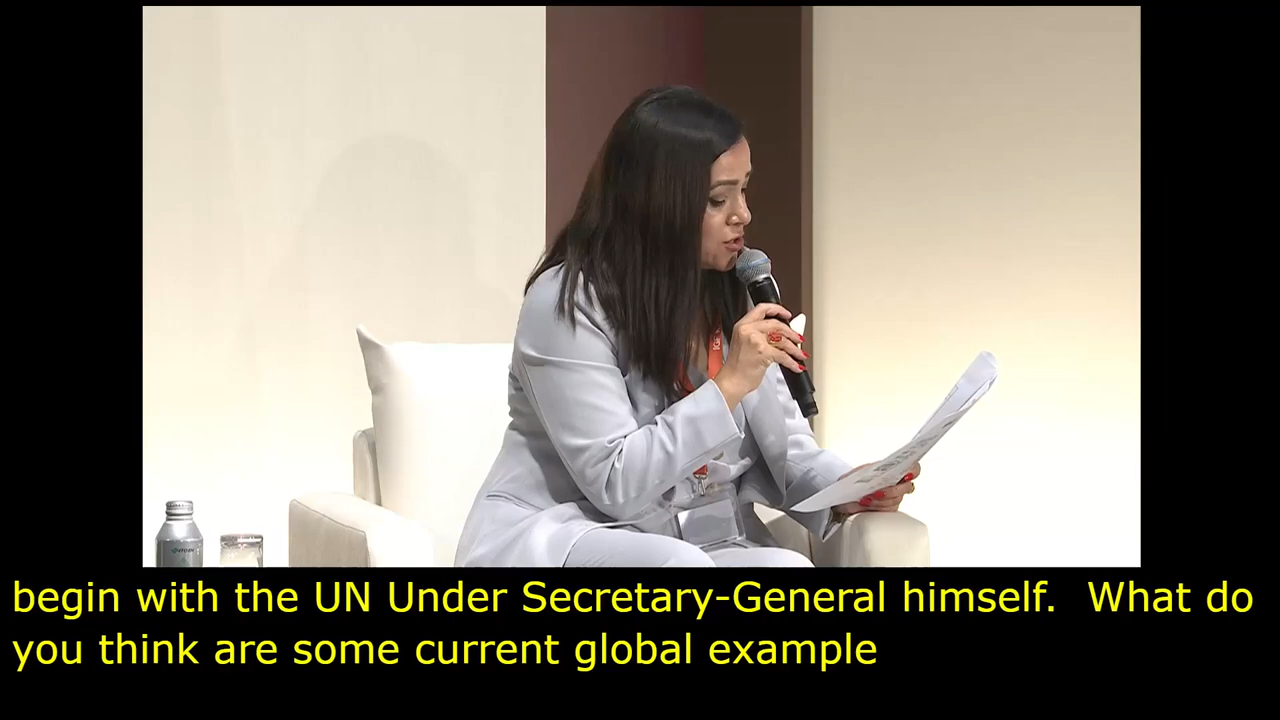 begin with the UN Under Secretary-General himself.  What do
you think are some current global example